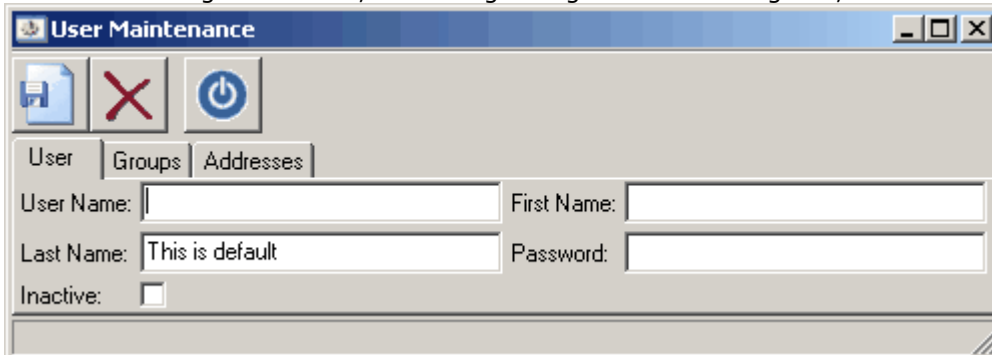 User Maintenance
User Groups Addresses
User Name: First Name:
Last Name: This is default Password:
Inactive: